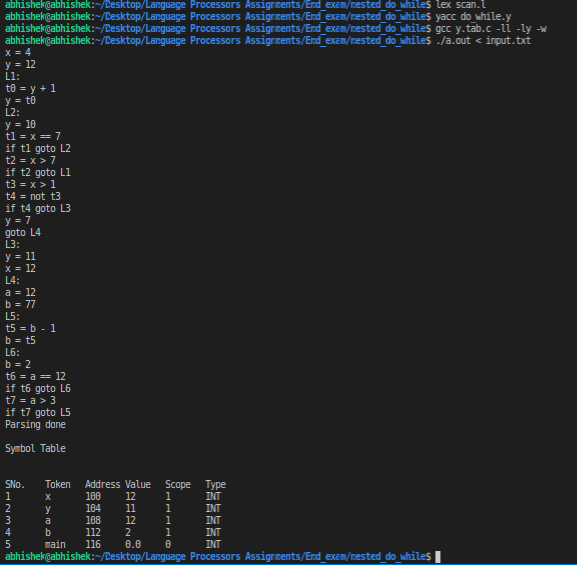 abhishek@abhishek:~/Desktop/Language Processors Assignments/End_exam/nested_do_while$ lex scan.l
abhishek@abhishek:~/Desktop/Language Processors Assignments/End_exam/nested_do_while$ yacc do_while.y
abhishek@abhishek:~/Desktop/Language Processors Assignments/End_exam/nested_do_while$ gcc y.tab.c -ll -ly -w
abhishek@abhishek:~/Desktop/Language Processors Assignments/End_exam/nested_do_while$ ./a.out < input.txt
x = 4
y = 12
L1:
t0 = y + 1
y = t0
L2:
y = 10
t1 = x == 7
if t1 goto L2
t2 = x > 7
if t2 goto L1
t3 = x > 1
t4 = not t3
if t4 goto L3
y = 7
goto L4
L3:
y = 11
x = 12
L4:
a = 12
b = 77
L5:
t5 = b - 1
b = t5
L6:
b = 2
t6 = a == 12
if t6 goto L6
t7 = a > 3
if t7 goto L5
Parsing done
Symbol Table
SNo. Token Address Value Scope Type
1 x 100 12 1 INT
2 y 104 11 1 INT
3 a 108 12 1 INT
4 b 112 2 1 INT
5 main 116 0.0 0 INT
abhishek@abhishek:~/Desktop/Language Processors Assignments/End_exam/nested_do_while$